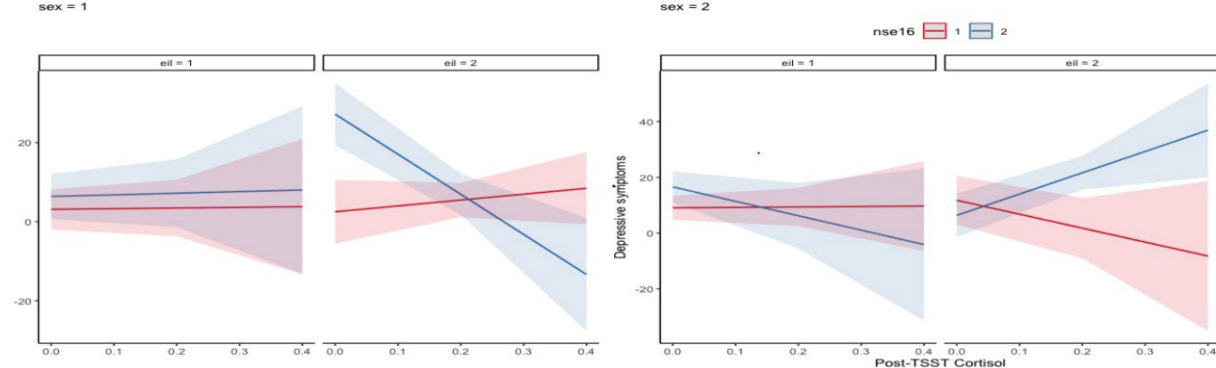 sex = 1
sex = 2
nse16 1 2
eil = 1
eil = 2
eil = 1
eil = 2
20
0
-20
0.0 0.1 0.2 0.3 0.4
0.0 0.1 0.2 0.3 0.4
Depressive symptoms
40
20
0
-20
0.0 0.1 0.2 0.3 0.4
0.0 0.1 0.2 0.3 0.4
Post-TSST Cortisol